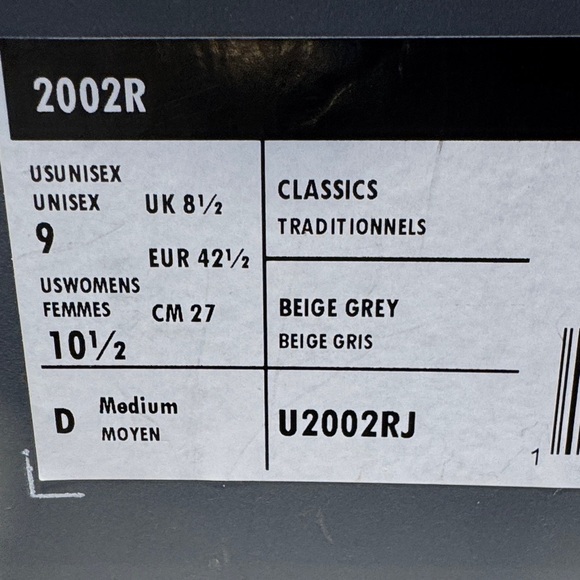 2002R
USUNISEX
UNISEX
9
UK 8½
EUR 42½
USWOMENS
FEMMES
10½
CM 27
CLASSICS
TRADITIONNELS
BEIGE GREY
BEIGE GRIS
D
Medium
MOYEN
U2002RJ
1